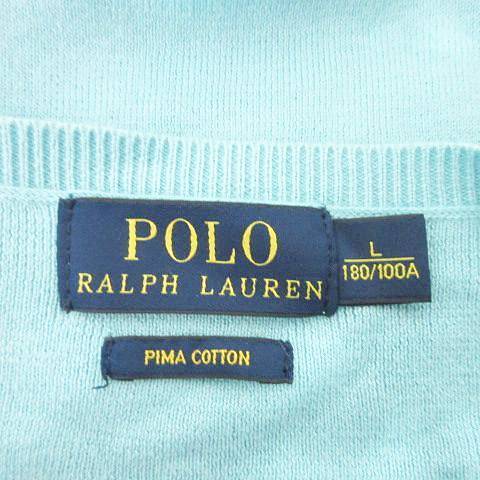 POLO
RALPH LAUREN
L
180/100A
PIMA COTTON